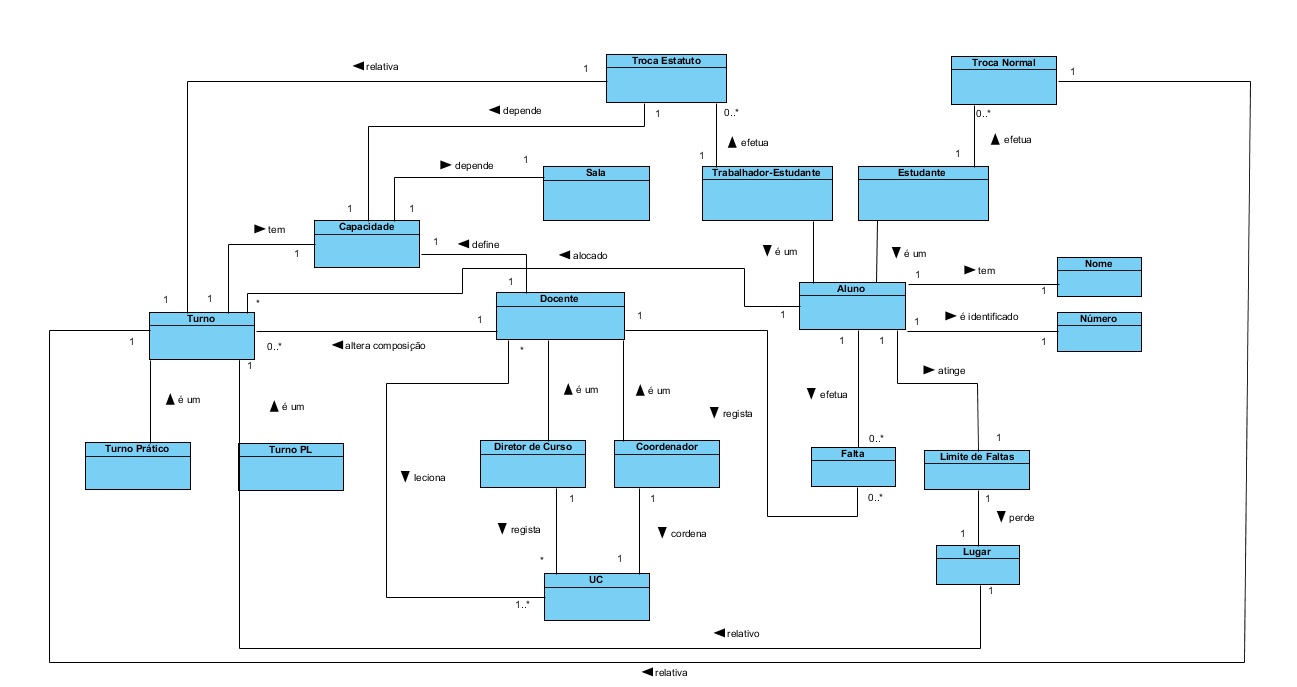 Troca Estatuto
Troca Normal
relativa
1
1
depende
1
0..*
0..*
efetua
efetua
1
1
depende
1
Sala
Trabalhador-Estudante
Estudante
1
1
Capacidade
tem
1
1
define
alocado
é um
é um
1
tem
1
Nome
1
1
*
1
Turno
Docente
Aluno
1
é identificado
1
Número
1
1
1
1
0..*
altera composição
*
1
1
1
é um
é um
é um
é um
efetua
atinge
regista
0..*
1
Turno Prático
Turno PL
Diretor de Curso
Coordenador
Falta
Limite de Faltas
leciona
1
1
0..*
1
regista
cordena
perde
*
1
1
UC
Lugar
1..*
1
relativo
relativa